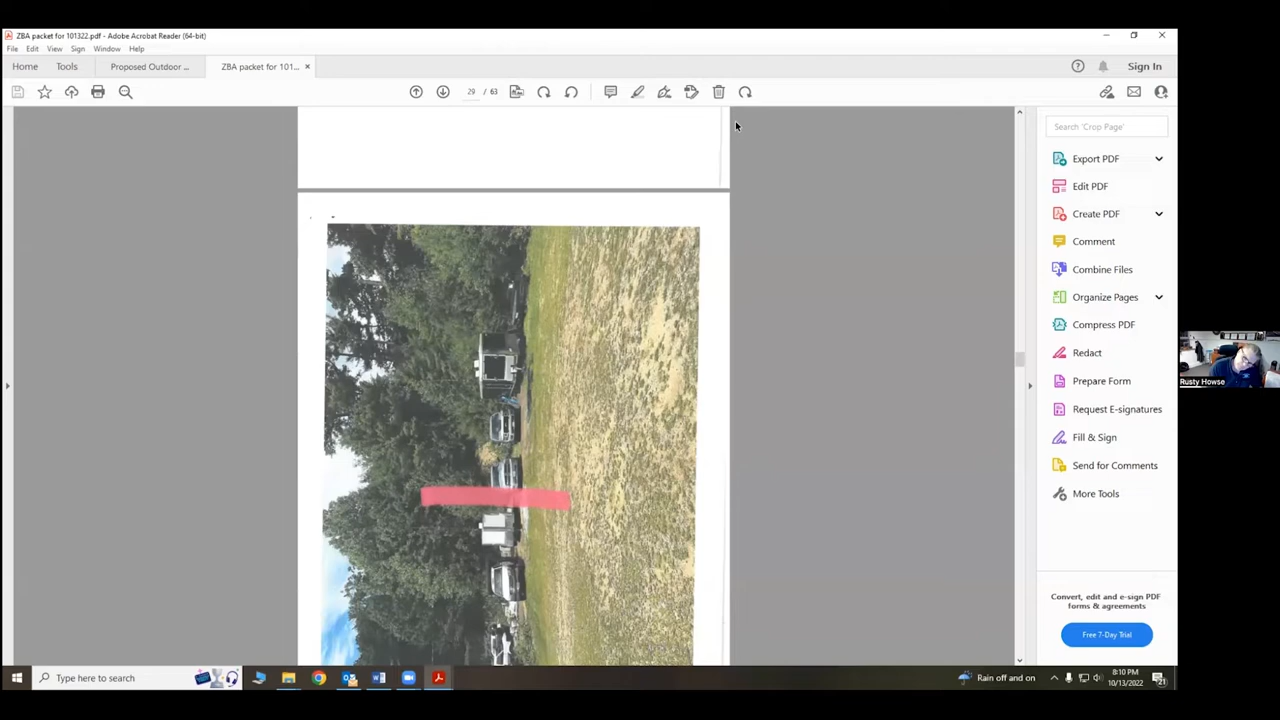 ZBA packet for 101322.pdf - Adobe Acrobat Reader (64-bit)
File Edit View Sign Window Help
Home Tools Proposed Outdoor ... ZBA packet for 101... × Sign In
29 / 63
Search 'Crop Page'
Export PDF
Edit PDF
Create PDF
Comment
Combine Files
Organize Pages
Compress PDF
Redact
Prepare Form
Request E-signatures
Fill & Sign
Send for Comments
More Tools
Convert, edit and e-sign PDF
forms & agreements
Free 7-Day Trial
Rusty Howse
Type here to search
Rain off and on
8:10 PM
10/13/2022
21